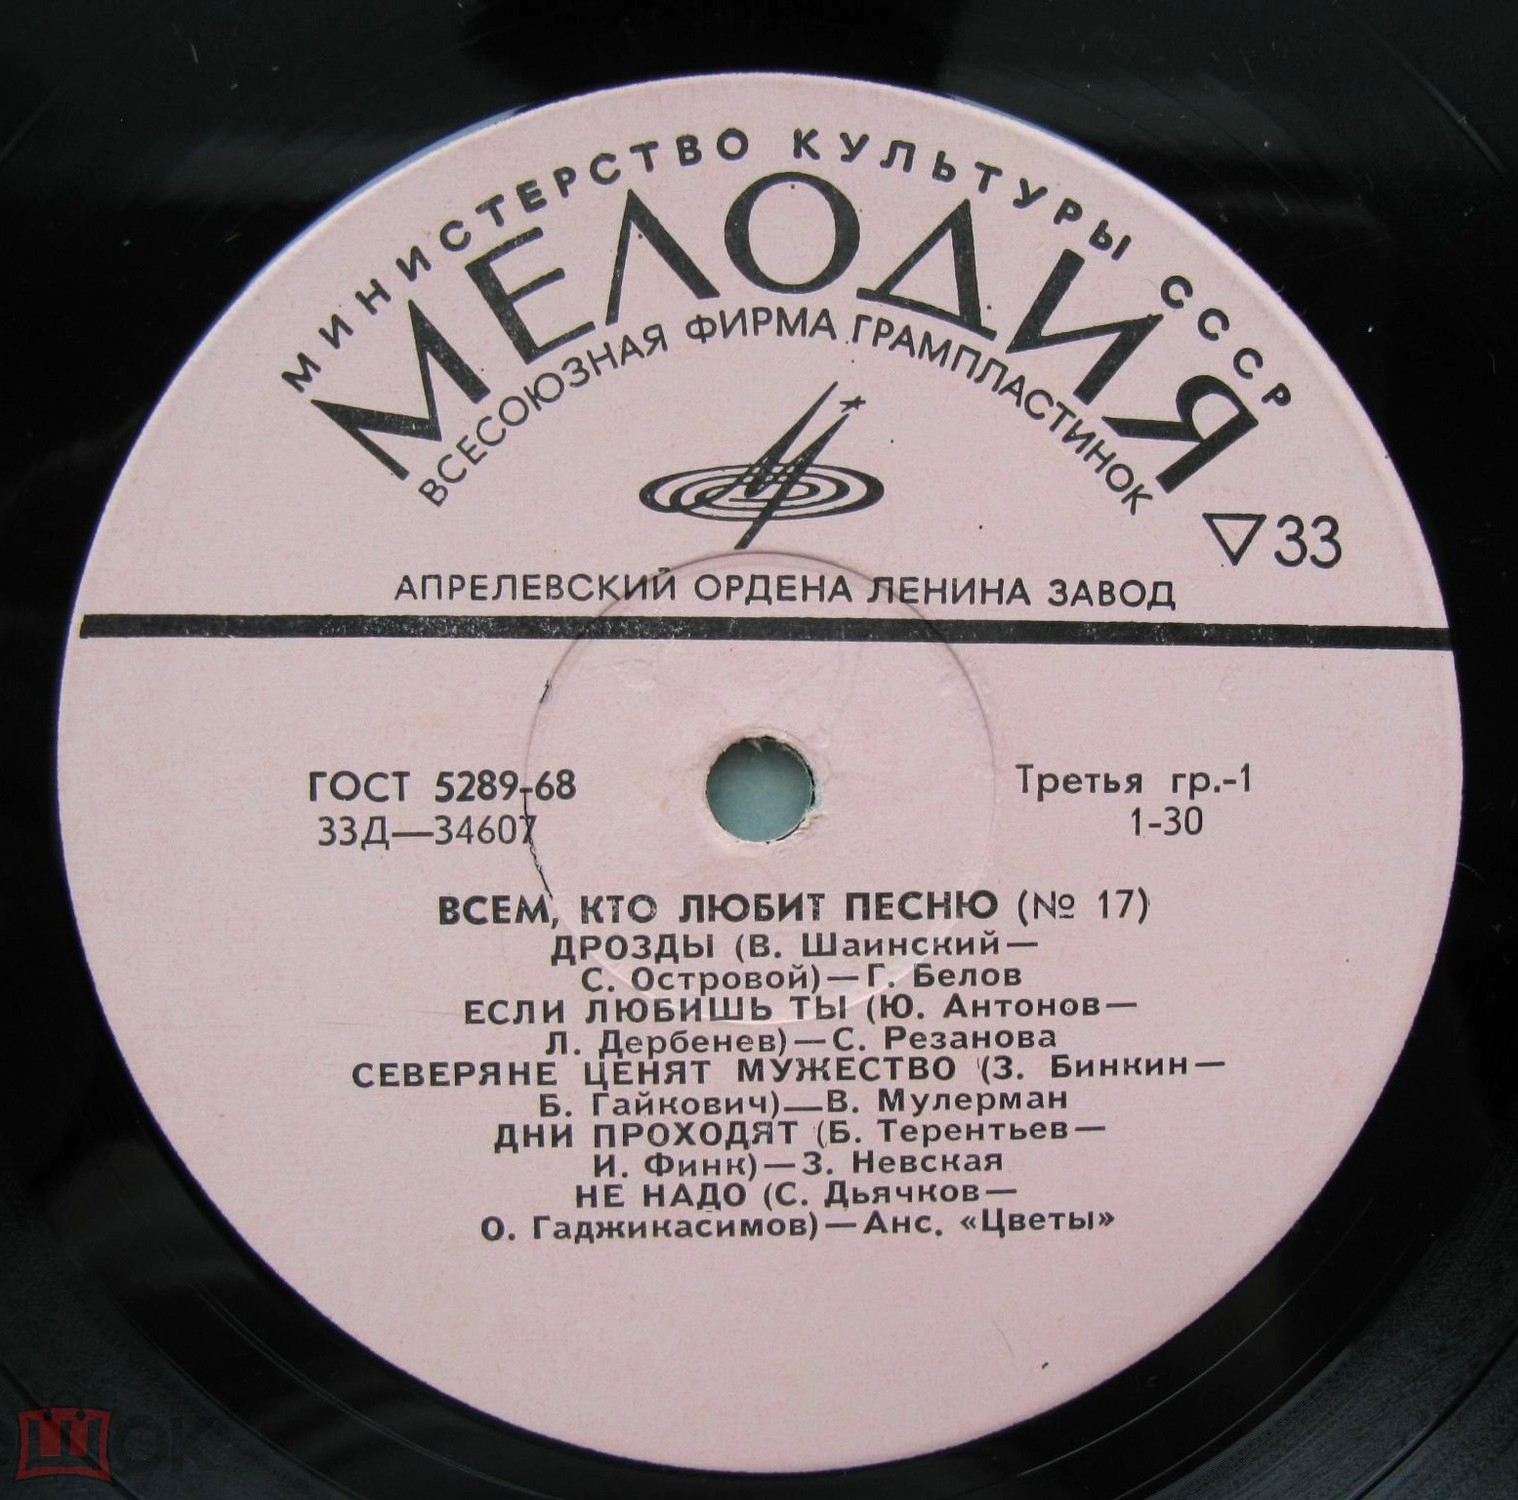 МИНИСТЕРСТВО КУЛЬТУРЫ СССР
МЕЛОДИЯ
ВСЕСОЮЗНАЯ ФИРМА ГРАМПЛАСТИНОК
▽33
АПРЕЛЕВСКИЙ ОРДЕНА ЛЕНИНА ЗАВОД
ГОСТ 5289-68
33Д—34607
Третья гр.-1
1-30
ВСЕМ, КТО ЛЮБИТ ПЕСНЮ (№ 17)
ДРОЗДЫ (В. Шаинский—
С. Островой)—Г. Белов
ЕСЛИ ЛЮБИШЬ ТЫ (Ю. Антонов—
Л. Дербенев)—С. Резанова
СЕВЕРЯНЕ ЦЕНЯТ МУЖЕСТВО (З. Бинкин—
Б. Гайкович)—В. Мулерман
ДНИ ПРОХОДЯТ (Б. Терентьев—
И. Финк)—З. Невская
НЕ НАДО (С. Дьячков—
О. Гаджикасимов)—Анс. «Цветы»